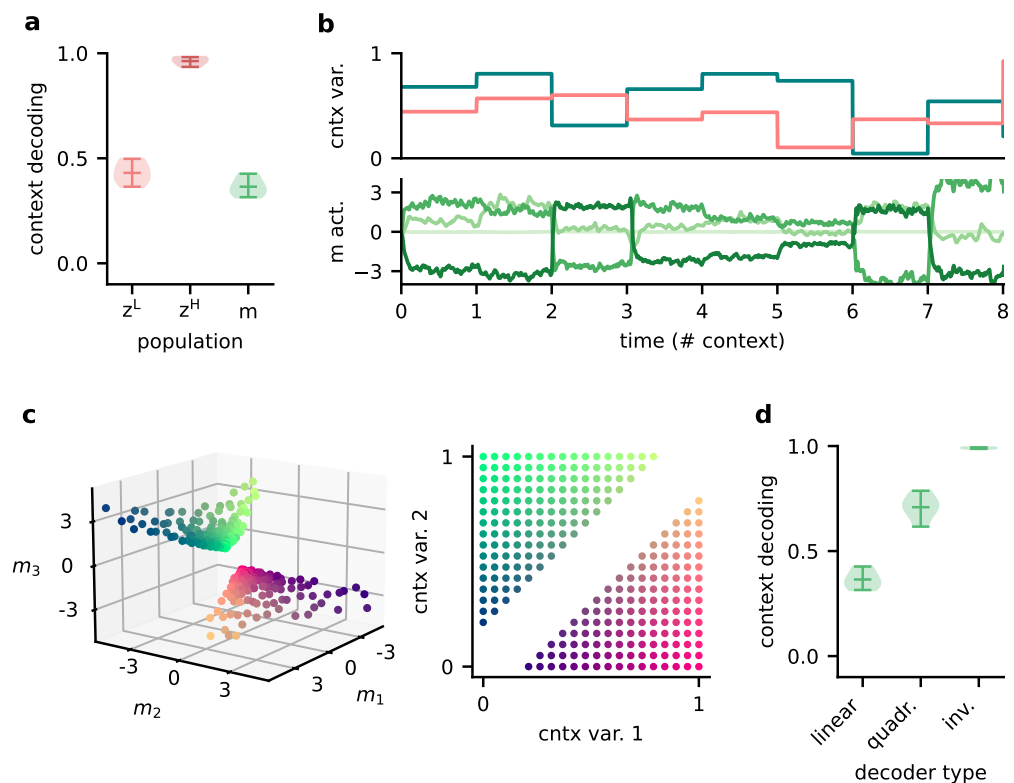 a
context decoding
1.0
0.5
0.0
z^L z^H m
population
b
cntx var.
1
0
m act.
3
0
−3
0 1 2 3 4 5 6 7 8
time (# context)
c
m₃
3
0
-3
-3 0 3
m₂
3 0 -3
m₁
cntx var. 2
1
0
0 1
cntx var. 1
d
context decoding
1.0
0.5
0.0
linear quadr. inv.
decoder type